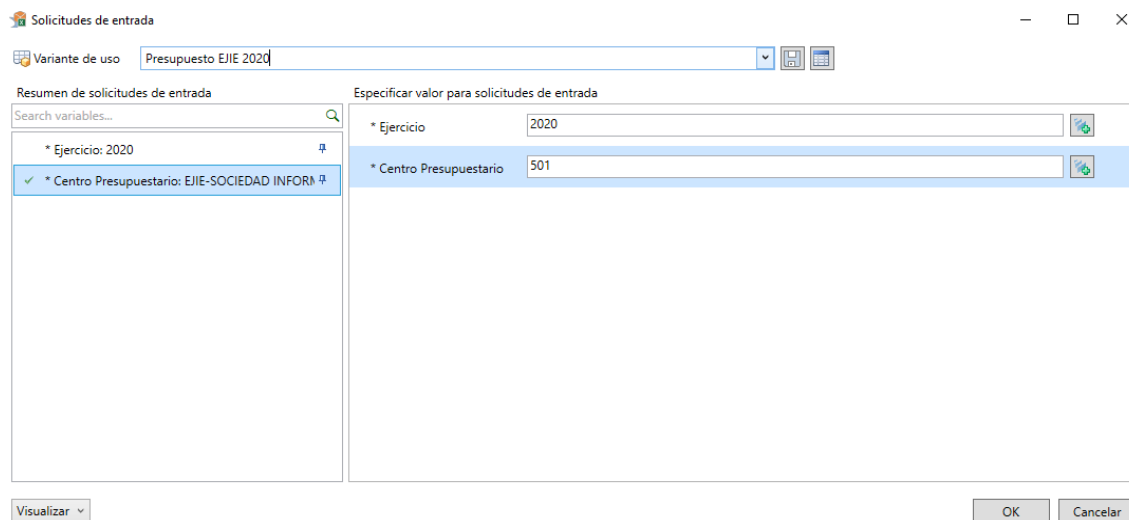 Solicitudes de entrada
Variante de uso Presupuesto EJIE 2020
Resumen de solicitudes de entrada
Especificar valor para solicitudes de entrada
Search variables...
* Ejercicio: 2020
* Centro Presupuestario: EJIE-SOCIEDAD INFORM
* Ejercicio 2020
* Centro Presupuestario 501
Visualizar
OK Cancelar